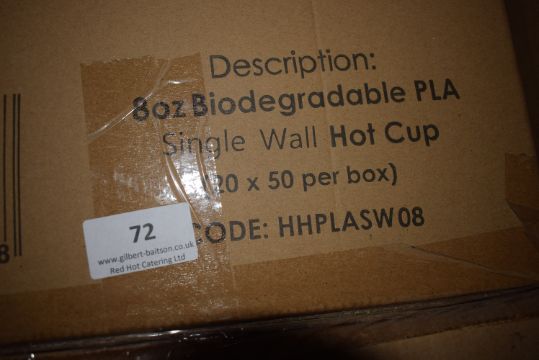 Description:
8oz Biodegradable PLA
Single Wall Hot Cup
(20 x 50 per box)
CODE: HHPLASW08
72
www.gilbert-baitson.co.uk
Red Hot Catering Ltd
8